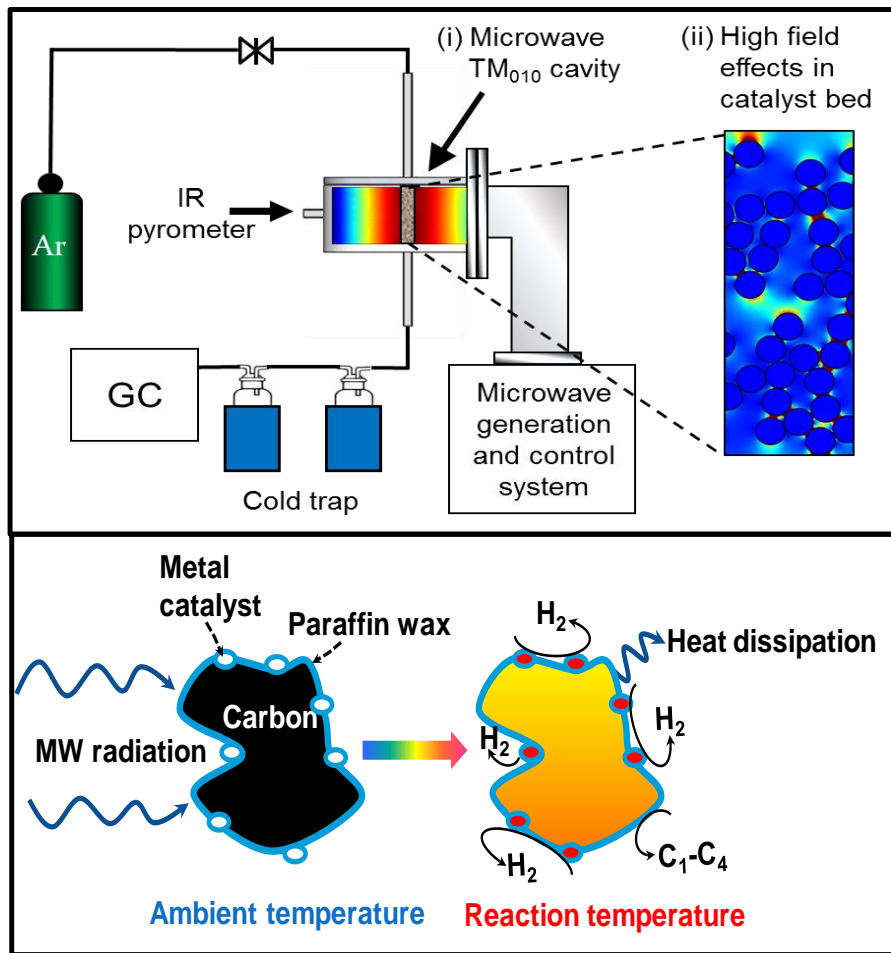 (i) Microwave
TM₀₁₀ cavity
(ii) High field
effects in
catalyst bed
IR
pyrometer
Ar
GC
Cold trap
Microwave
generation
and control
system
Metal
catalyst
Paraffin wax
H₂
Heat dissipation
Carbon
MW radiation
H₂
H₂
H₂
C₁-C₄
Ambient temperature
Reaction temperature